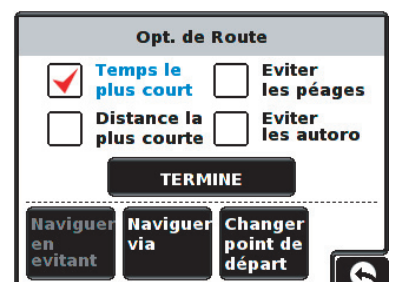 Opt. de Route
Temps le
plus court
Eviter
les péages
Distance la
plus courte
Eviter
les autoro
TERMINE
Naviguer
en
evitant
Naviguer
via
Changer
point de
départ